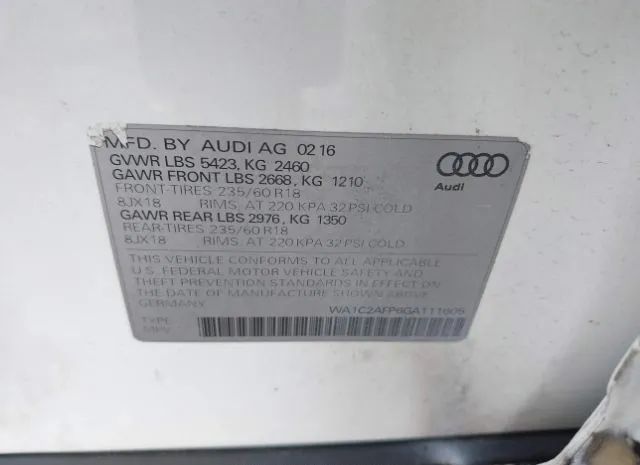 MFD. BY AUDI AG 02 16
GVWR LBS 5423, KG 2460
GAWR FRONT LBS 2668, KG 1210
FRONT-TIRES 235/60 R18
8JX18 RIMS, AT 220 KPA 32 PSI COLD
GAWR REAR LBS 2976, KG 1350
REAR-TIRES 235/60 R18
8JX18 RIMS, AT 220 KPA 32 PSI COLD
Audi
THIS VEHICLE CONFORMS TO ALL APPLICABLE
U.S. FEDERAL MOTOR VEHICLE SAFETY AND
THEFT PREVENTION STANDARDS IN EFFECT ON
THE DATE OF MANUFACTURE SHOWN ABOVE
GERMANY WA1C2AFP6GA111605
TYPE:
MPV